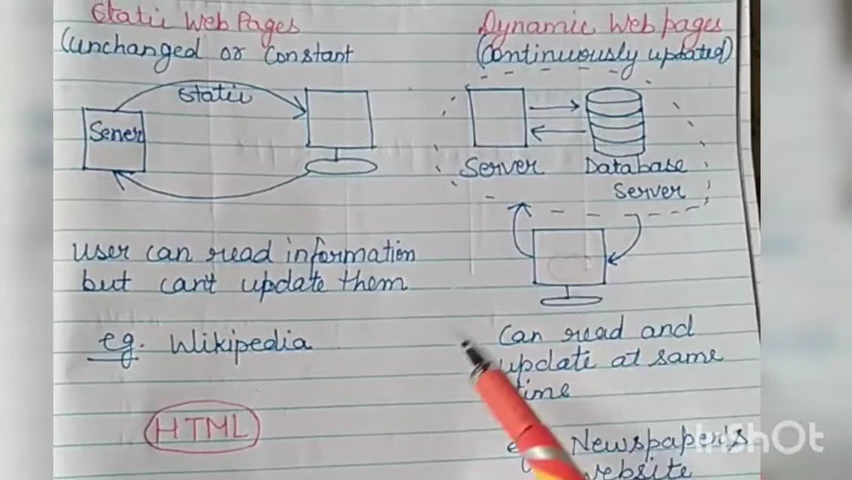 Static Web Pages
(unchanged or constant
Static
Server
user can read information
but can't update them
eg. Wikipedia
HTML
Dynamic Web pages
(Continuously updated)
Server
Database
Server
Can read and
update at same
time
Newspaper's
website
InShot